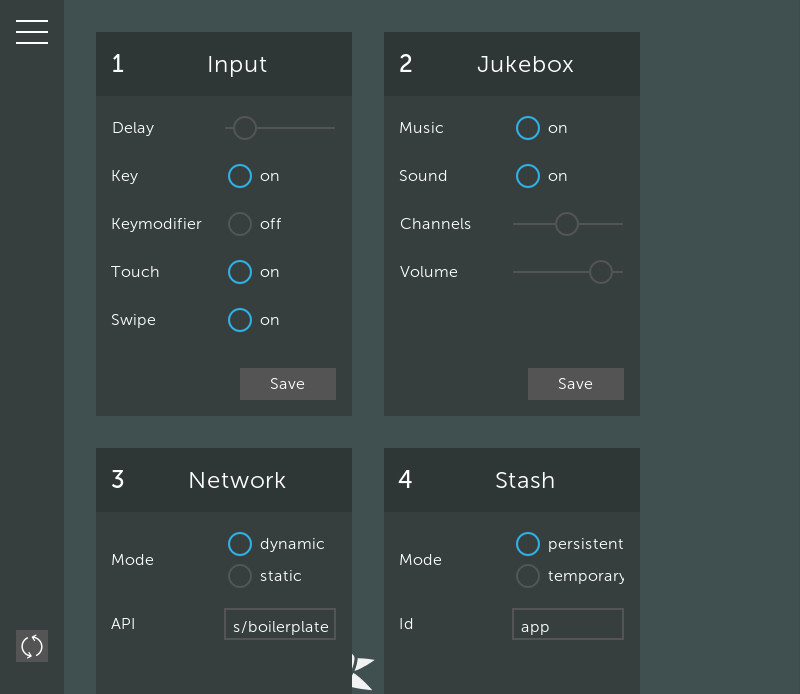 1 Input
Delay
Key on
Keymodifier off
Touch on
Swipe on
Save
2 Jukebox
Music on
Sound on
Channels
Volume
Save
3 Network
Mode
dynamic
static
API s/boilerplate
4 Stash
Mode
persistent
temporary
Id app